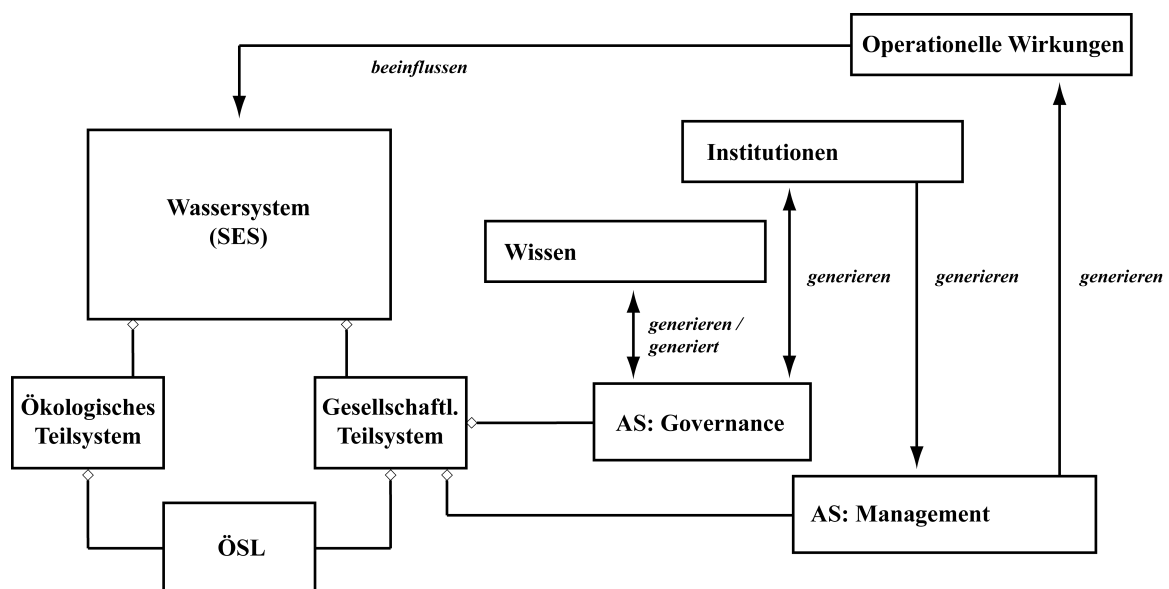 Operationelle Wirkungen
beeinflussen
Institutionen
Wassersystem
(SES)
Wissen
generieren
generieren
generieren
generieren /
generiert
Ökologisches
Teilsystem
Gesellschaftl.
Teilsystem
AS: Governance
AS: Management
ÖSL